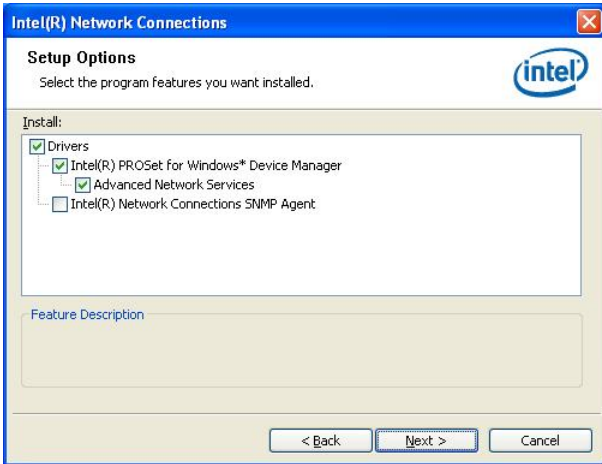 Intel(R) Network Connections
Setup Options
Select the program features you want installed.
intel
Install:
Drivers
Intel(R) PROSet for Windows* Device Manager
Advanced Network Services
Intel(R) Network Connections SNMP Agent
Feature Description
< Back
Next >
Cancel